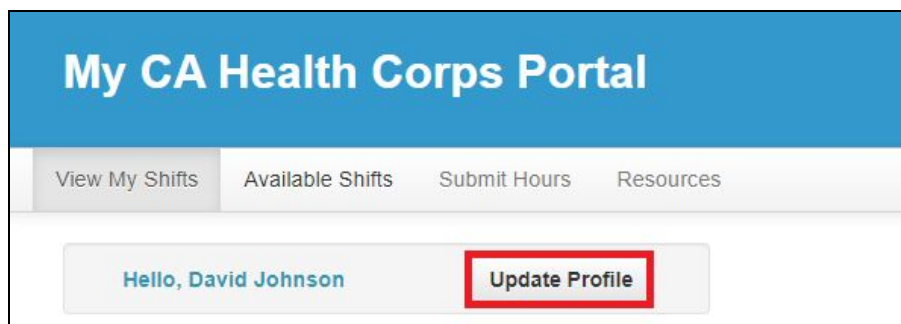 My CA Health Corps Portal
View My Shifts Available Shifts Submit Hours Resources
Hello, David Johnson Update Profile